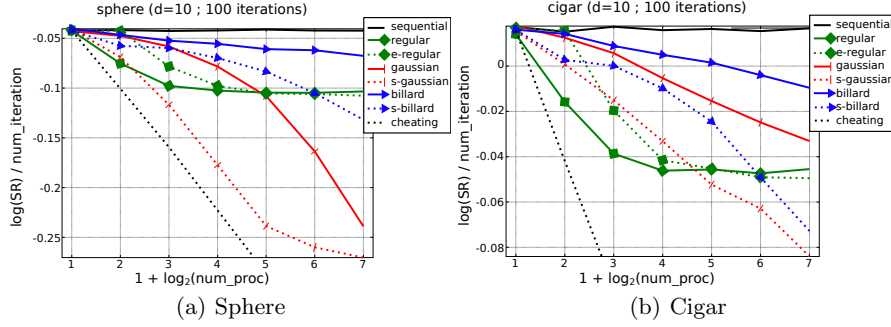 sphere (d=10 ; 100 iterations)
log(SR) / num_iteration
-0.05
-0.1
-0.15
-0.2
-0.25
1 2 3 4 5 6 7
1 + log₂(num_proc)
sequential
regular
e-regular
gaussian
s-gaussian
billard
s-billard
cheating
(a) Sphere
cigar (d=10 ; 100 iterations)
log(SR) / num_iteration
0
-0.02
-0.04
-0.06
-0.08
1 2 3 4 5 6 7
1 + log₂(num_proc)
sequential
regular
e-regular
gaussian
s-gaussian
billard
s-billard
cheating
(b) Cigar